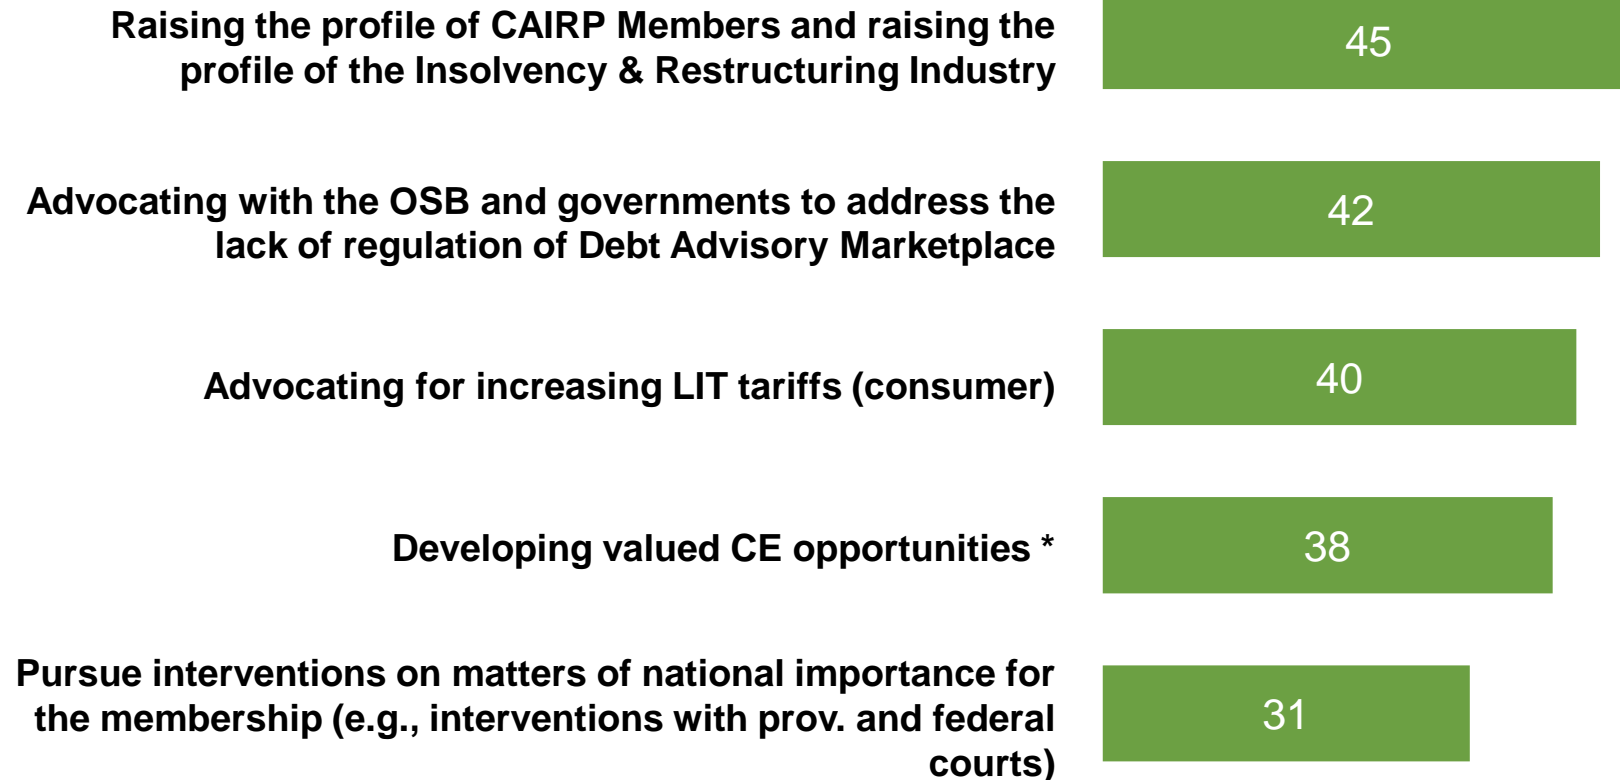 Raising the profile of CAIRP Members and raising the
profile of the Insolvency & Restructuring Industry
45
Advocating with the OSB and governments to address the
lack of regulation of Debt Advisory Marketplace
42
Advocating for increasing LIT tariffs (consumer)
40
Developing valued CE opportunities *
38
Pursue interventions on matters of national importance for
the membership (e.g., interventions with prov. and federal
courts)
31